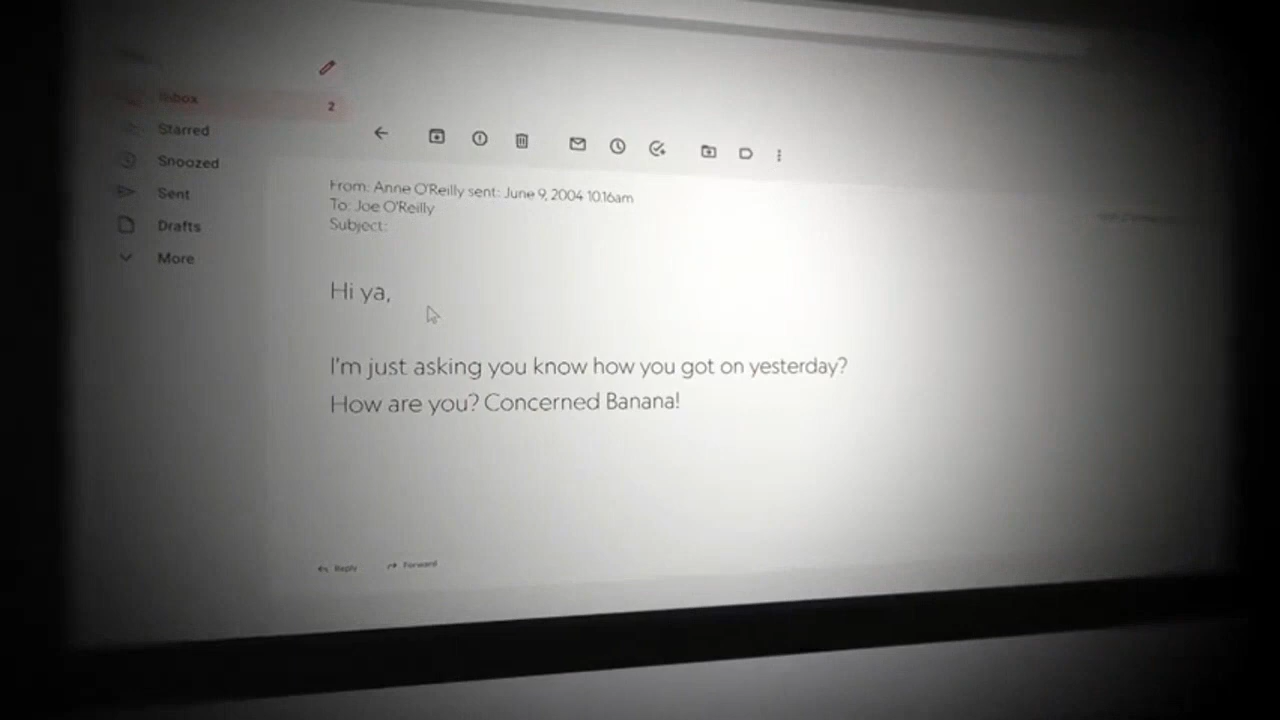 Inbox
2
Starred
Snoozed
Sent
Drafts
More
From: Anne O'Reilly sent: June 9, 2004 10.16am
To: Joe O'Reilly
Subject:
Hi ya,
I'm just asking you know how you got on yesterday?
How are you? Concerned Banana!
Reply
Forward